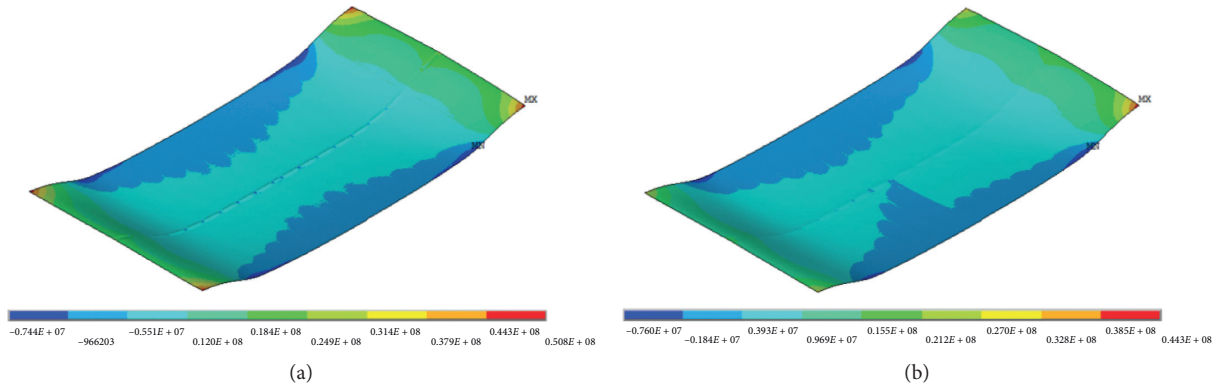 MX
MN
−0.744E + 07
−0.551E + 07
0.184E + 08
0.314E + 08
0.443E + 08
−966203
0.120E + 08
0.249E + 08
0.379E + 08
0.508E + 08
(a)
MX
MN
−0.760E + 07
0.393E + 07
0.155E + 08
0.270E + 08
0.385E + 08
−0.184E + 07
0.969E + 07
0.212E + 08
0.328E + 08
0.443E + 08
(b)